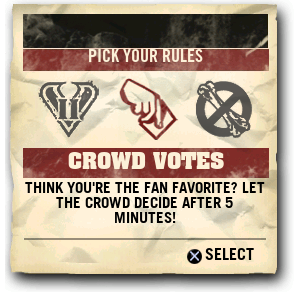 PICK YOUR RULES
CROWD VOTES
THINK YOU'RE THE FAN FAVORITE? LET
THE CROWD DECIDE AFTER 5
MINUTES!
SELECT